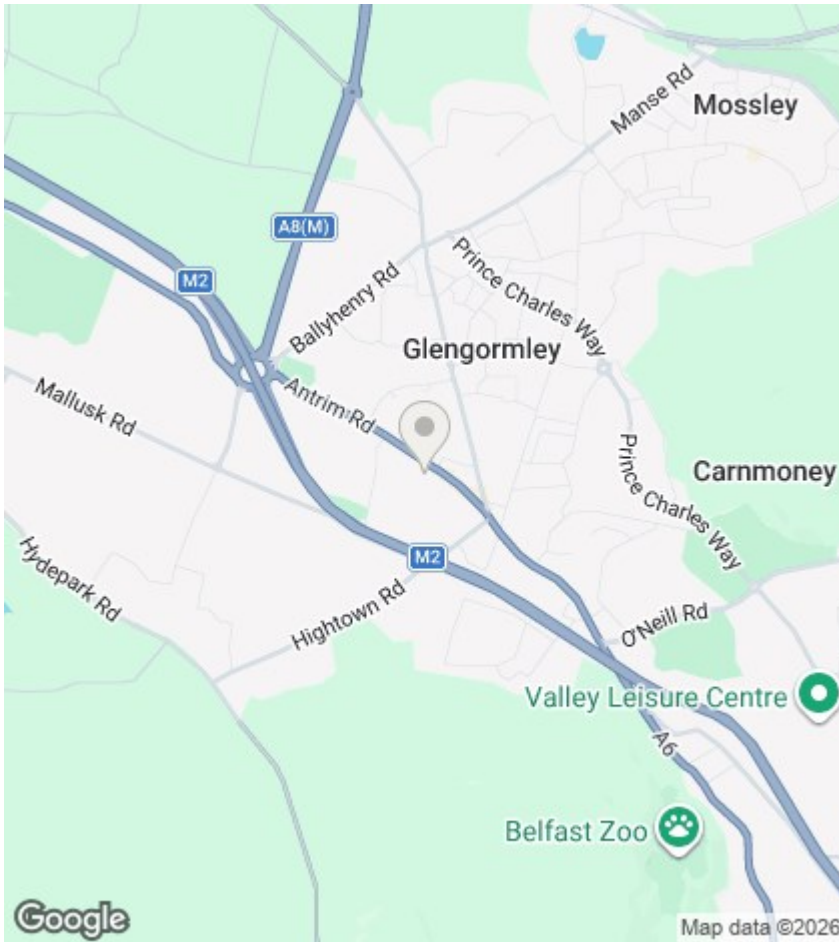 Manse Rd
Mossley
A8(M)
Prince Charles Way
M2
Ballyhenry Rd
Glengormley
Antrim Rd
Mallusk Rd
Prince Charles Way
Carnmoney
Hydepark Rd
M2
Hightown Rd
O'Neill Rd
Valley Leisure Centre
A6
Belfast Zoo
Google
Map data ©2026